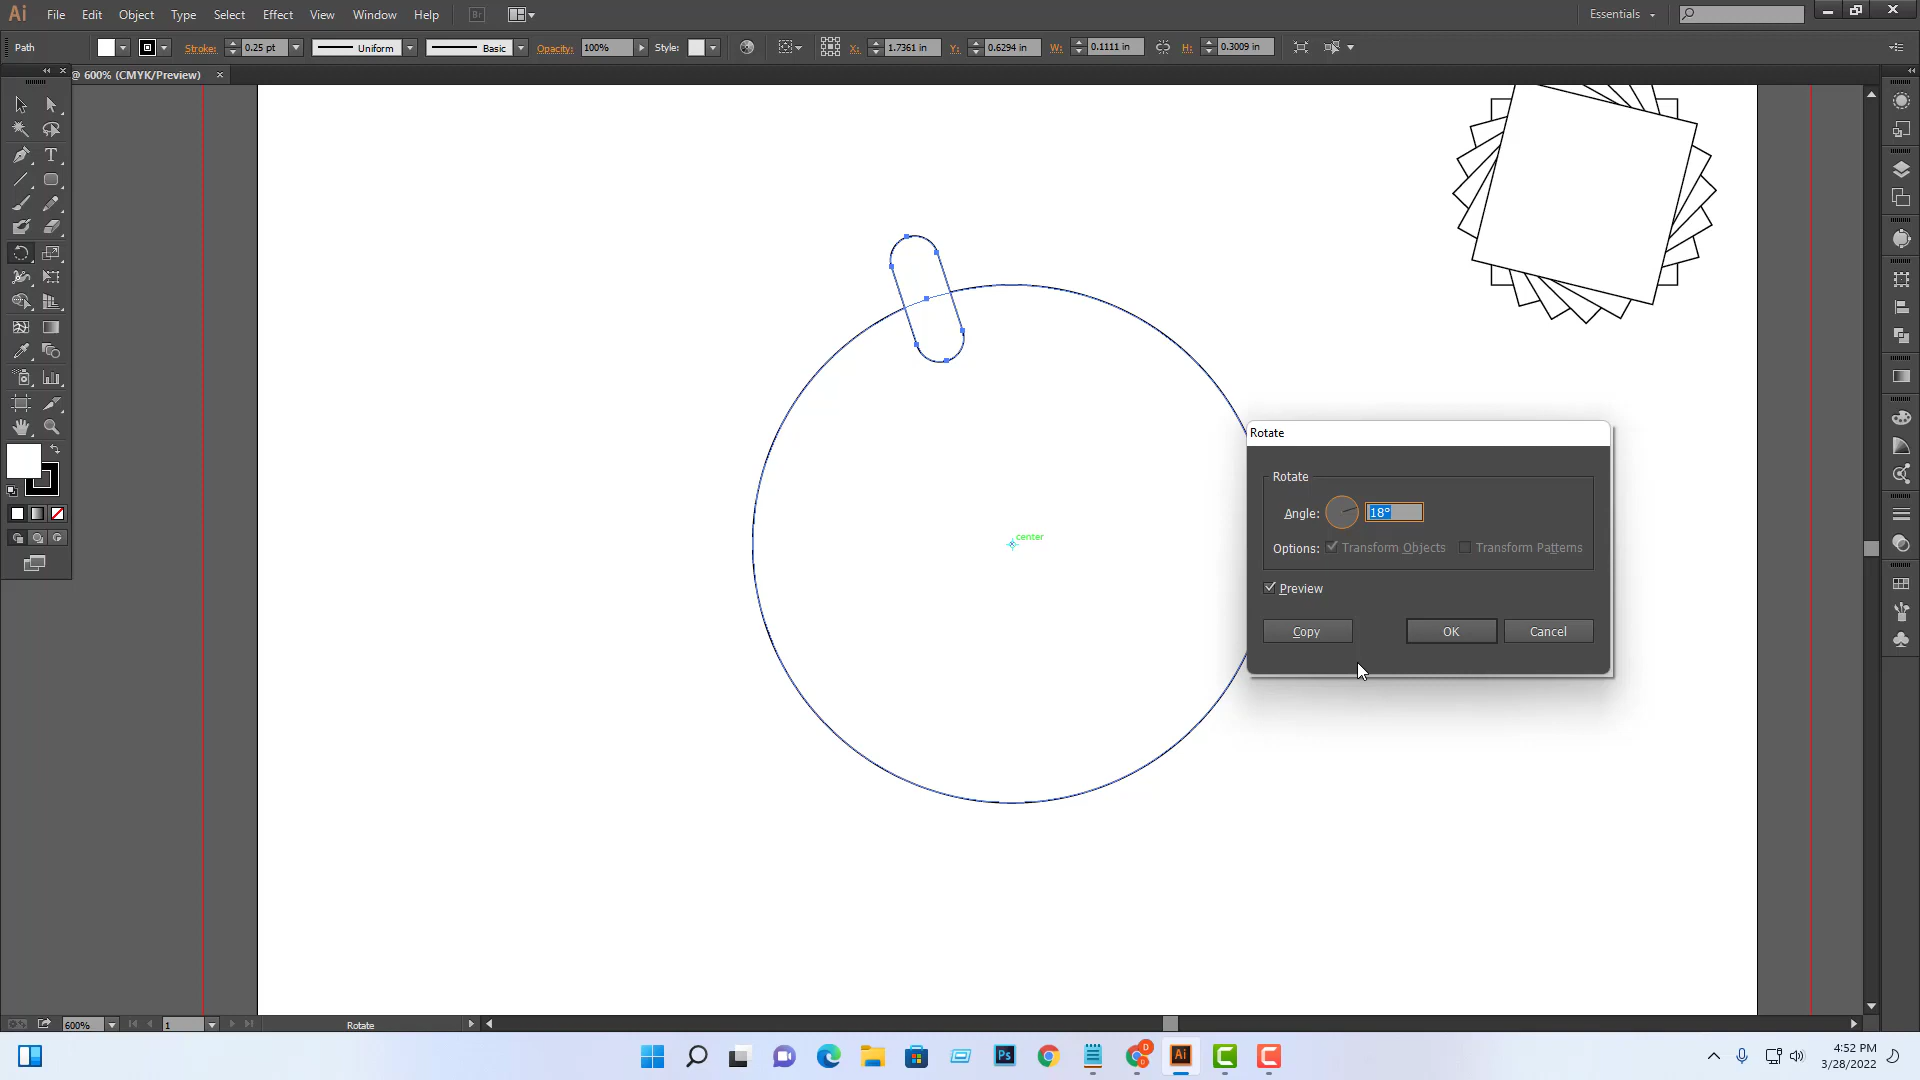 Ai File Edit Object Type Select Effect View Window Help Br Essentials
Path Stroke: 0.25 pt Uniform Basic Opacity: 100% Style: X: 1.7361 in Y: 0.6294 in W: 0.1111 in H: 0.3009 in
@ 600% (CMYK/Preview) ×
T
center
Rotate
Rotate
Angle: 18°
Options: Transform Objects Transform Patterns
Preview
Copy OK Cancel
600% 1 Rotate
Ps D Ai
4:52 PM
3/28/2022